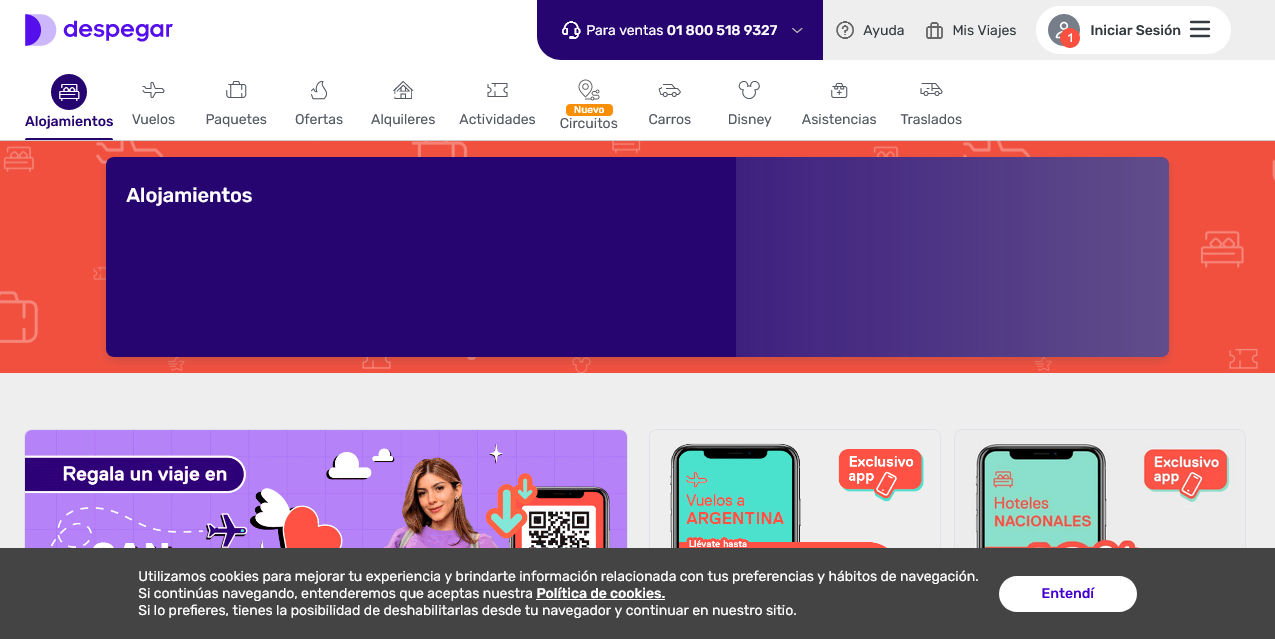 despegar
Para ventas 01 800 518 9327
Ayuda
Mis Viajes
1
Iniciar Sesión
Alojamientos
Vuelos
Paquetes
Ofertas
Alquileres
Actividades
Nuevo
Circuitos
Carros
Disney
Asistencias
Traslados
Alojamientos
Regala un viaje en
Vuelos a
ARGENTINA
Llévate hasta
Exclusivo
app
Hoteles
NACIONALES
Exclusivo
app
Utilizamos cookies para mejorar tu experiencia y brindarte información relacionada con tus preferencias y hábitos de navegación.
Si continúas navegando, entenderemos que aceptas nuestra Política de cookies.
Si lo prefieres, tienes la posibilidad de deshabilitarlas desde tu navegador y continuar en nuestro sitio.
Entendí